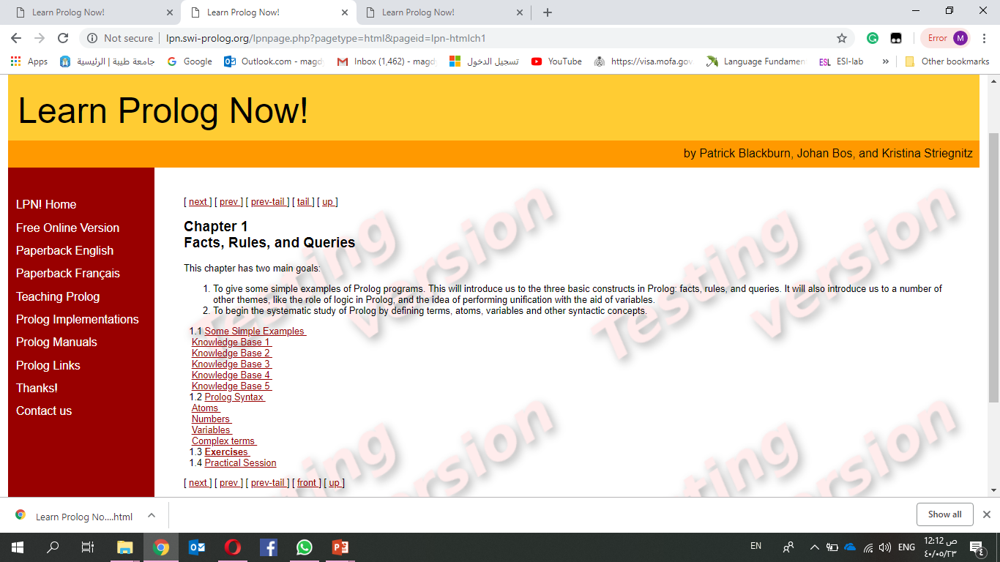 Learn Prolog Now!
Learn Prolog Now!
Learn Prolog Now!
Not secure lpn.swi-prolog.org/lpnpage.php?pagetype=html&pageid=lpn-htmlch1
Error M
Apps
جامعة طيبة | الرئيسية
Google
Outlook.com - magd
Inbox (1,462) - magd
تسجيل الدخول
YouTube
https://visa.mofa.gov
Language Fundamen
ESL ESI-lab
»
Other bookmarks
Learn Prolog Now!
by Patrick Blackburn, Johan Bos, and Kristina Striegnitz
LPN! Home
Free Online Version
Paperback English
Paperback Français
Teaching Prolog
Prolog Implementations
Prolog Manuals
Prolog Links
Thanks!
Contact us
[ next ] [ prev ] [ prev-tail ] [ tail ] [ up ]
Chapter 1
Facts, Rules, and Queries
This chapter has two main goals:
1. To give some simple examples of Prolog programs. This will introduce us to the three basic constructs in Prolog: facts, rules, and queries. It will also introduce us to a number of
other themes, like the role of logic in Prolog, and the idea of performing unification with the aid of variables.
2. To begin the systematic study of Prolog by defining terms, atoms, variables and other syntactic concepts.
1.1 Some Simple Examples
Knowledge Base 1
Knowledge Base 2
Knowledge Base 3
Knowledge Base 4
Knowledge Base 5
1.2 Prolog Syntax
Atoms
Numbers
Variables
Complex terms
1.3 Exercises
1.4 Practical Session
[ next ] [ prev ] [ prev-tail ] [ front ] [ up ]
Testing version
Testing version
Testing version
Testing version
Learn Prolog No....html
Show all
EN
ENG
12:12 ص
٤٠/٠٥/٢٣
٤